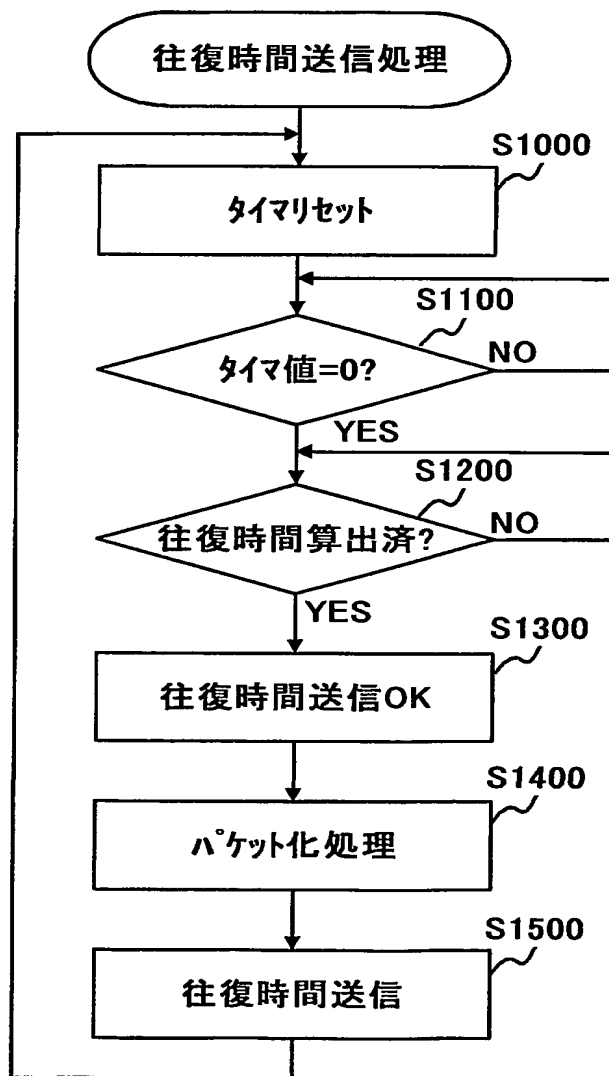 往復時間送信処理
S1000
タイマリセット
S1100
タイマ値=0?
NO
YES
S1200
往復時間算出済?
NO
YES
S1300
往復時間送信OK
S1400
パケット化処理
S1500
往復時間送信